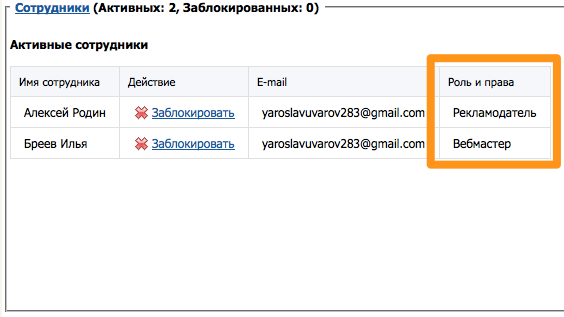 Сотрудники (Активных: 2, Заблокированных: 0)
Активные сотрудники
Имя сотрудника Действие E-mail Роль и права
Алексей Родин Заблокировать yaroslavuvarov283@gmail.com Рекламодатель
Бреев Илья Заблокировать yaroslavuvarov283@gmail.com Вебмастер